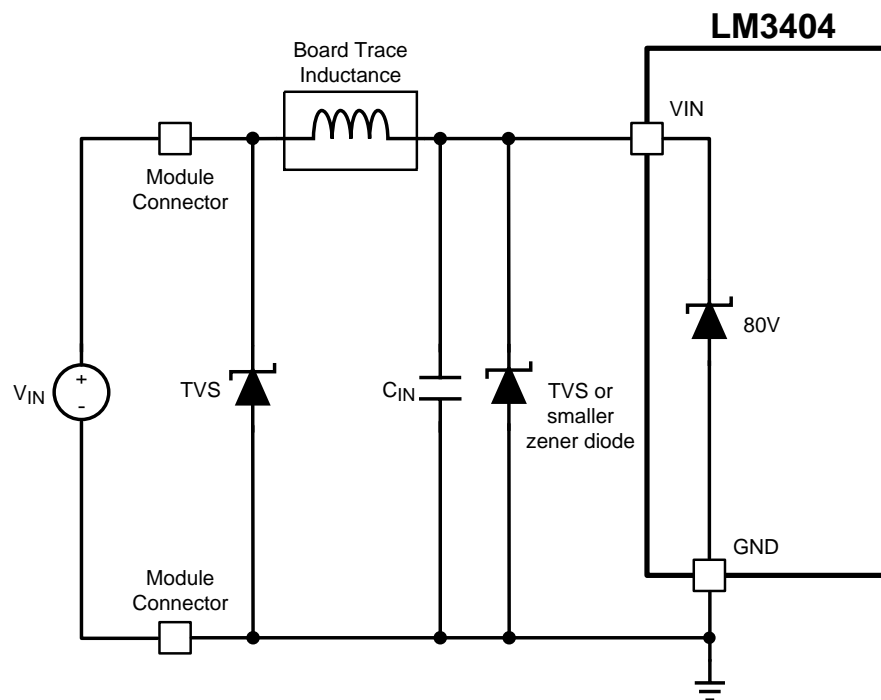 LM3404
Board Trace
Inductance
VIN
Module
Connector
80V
VIN
+
-
TVS
CIN
TVS or
smaller
zener diode
GND
Module
Connector